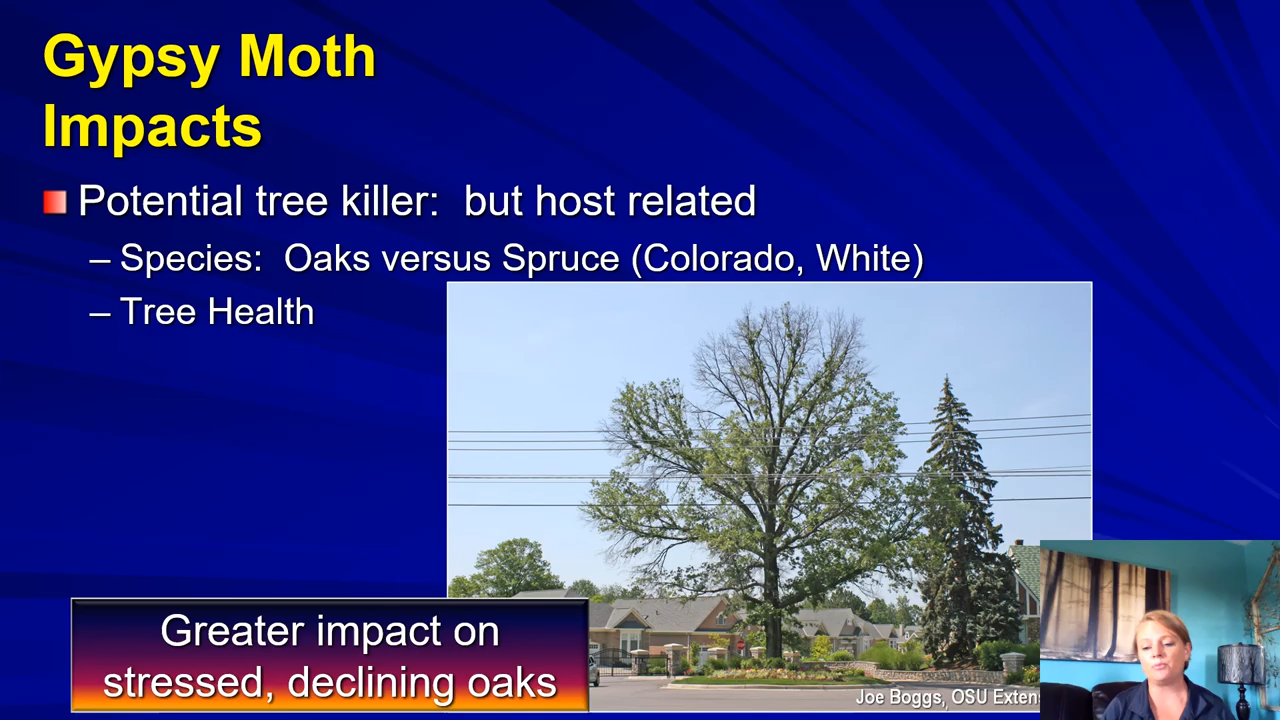 Gypsy Moth
Impacts
Potential tree killer: but host related
– Species: Oaks versus Spruce (Colorado, White)
– Tree Health
Greater impact on
stressed, declining oaks
Joe Boggs, OSU Exten